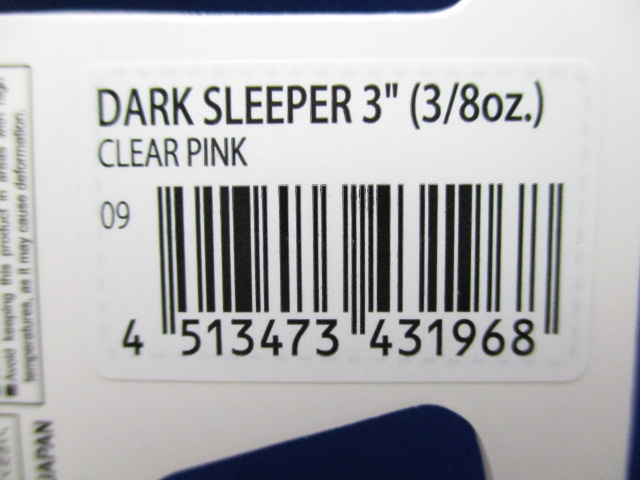 DARK SLEEPER 3" (3/8oz.)
CLEAR PINK
09
4 513473 431968
■ Avoid keeping this product in areas with high
temperatures, as it may cause deformation.
JAPAN